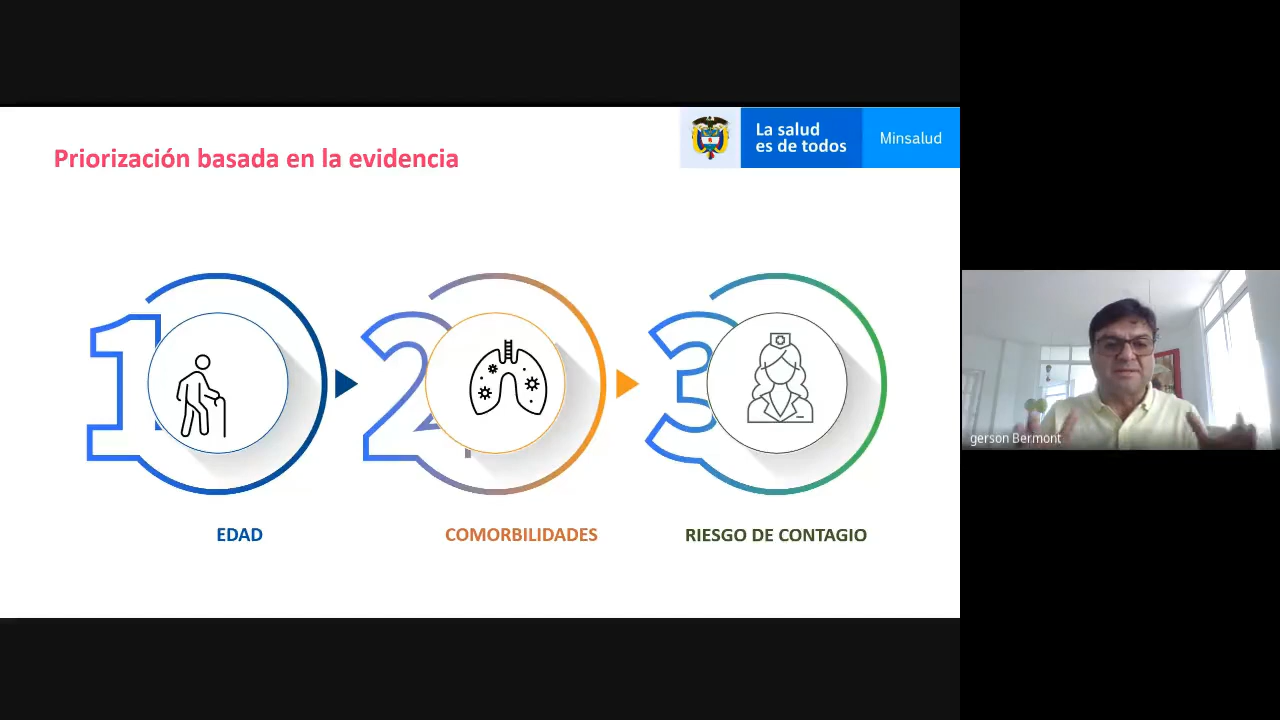 La salud
es de todos
Minsalud
Priorización basada en la evidencia
1
2
3
EDAD
COMORBILIDADES
RIESGO DE CONTAGIO
gerson Bermont